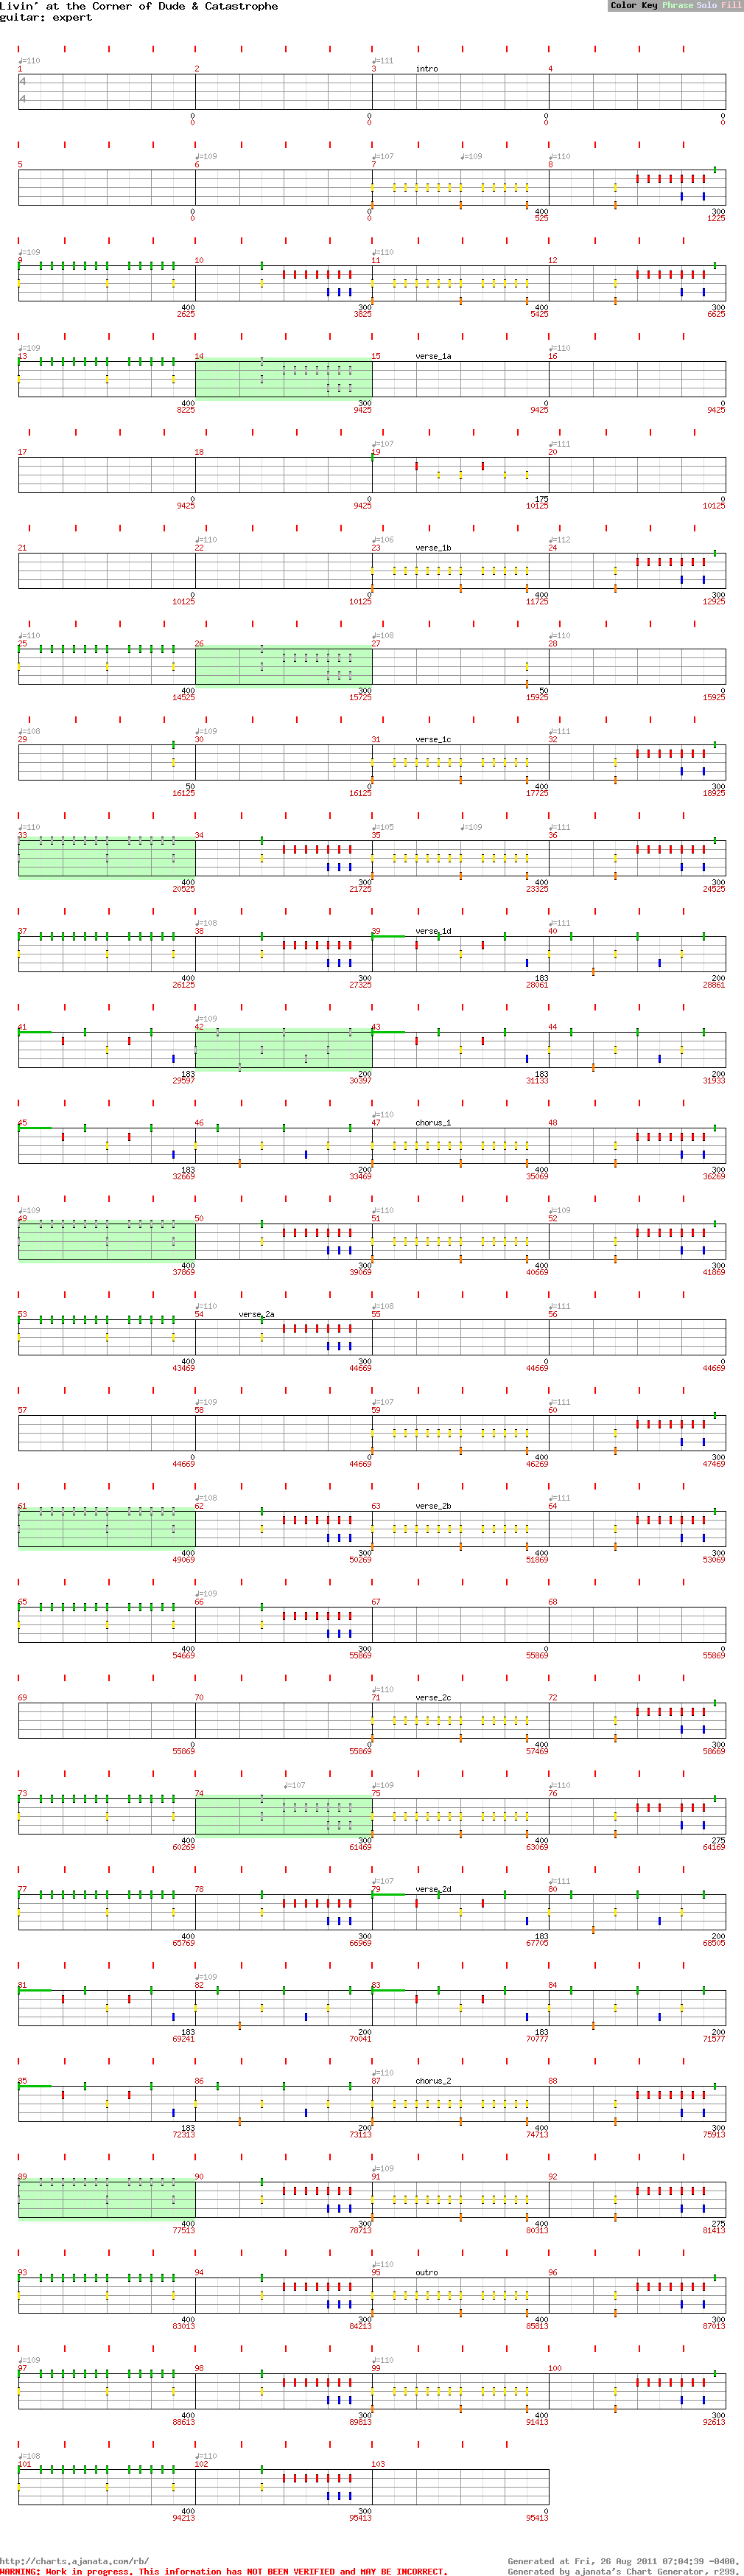 Livin' at the Corner of Dude & Catastrophe
guitar: expert
Color Key Phrase Solo Fill
♩=110 ♩=111
1 2 3 intro 4
4
4
0 0 0 0
0 0 0 0
♩=109 ♩=107 ♩=109 ♩=110
5 6 7 8
0 0 400 300
0 0 525 1225
♩=109 ♩=110
9 10 11 12
400 300 400 300
2625 3825 5425 6625
♩=109 ♩=110
13 14 15 verse_1a 16
400 300 0 0
8225 9425 9425 9425
♩=107 ♩=111
17 18 19 20
0 0 175 0
9425 9425 10125 10125
♩=110 ♩=106 ♩=112
21 22 23 verse_1b 24
0 0 400 300
10125 10125 11725 12925
♩=110 ♩=108 ♩=110
25 26 27 28
400 300 50 0
14525 15725 15925 15925
♩=108 ♩=109 ♩=111
29 30 31 verse_1c 32
50 0 400 300
16125 16125 17725 18925
♩=110 ♩=105 ♩=109 ♩=111
33 34 35 36
400 300 400 300
20525 21725 23325 24525
♩=108 ♩=111
37 38 39 verse_1d 40
400 300 183 200
26125 27325 28061 28861
♩=109
41 42 43 44
183 200 183 200
29597 30397 31133 31933
♩=110
45 46 47 chorus_1 48
183 200 400 300
32669 33469 35069 36269
♩=109 ♩=110 ♩=109
49 50 51 52
400 300 400 300
37869 39069 40669 41869
♩=110 ♩=108 ♩=111
53 54 verse_2a 55 56
400 300 0 0
43469 44669 44669 44669
♩=109 ♩=107 ♩=111
57 58 59 60
0 0 400 300
44669 44669 46269 47469
♩=108 ♩=111
61 62 63 verse_2b 64
400 300 400 300
49069 50269 51869 53069
♩=109
65 66 67 68
400 300 0 0
54669 55869 55869 55869
♩=110
69 70 71 verse_2c 72
0 0 400 300
55869 55869 57469 58669
♩=107 ♩=109 ♩=110
73 74 75 76
400 300 400 275
60269 61469 63069 64169
♩=107 ♩=111
77 78 79 verse_2d 80
400 300 183 200
65769 66969 67705 68505
♩=109
81 82 83 84
183 200 183 200
69241 70041 70777 71577
♩=110
85 86 87 chorus_2 88
183 200 400 300
72313 73113 74713 75913
♩=109
89 90 91 92
400 300 400 275
77513 78713 80313 81413
♩=110
93 94 95 outro 96
400 300 400 300
83013 84213 85813 87013
♩=109 ♩=110
97 98 99 100
400 300 400 300
88613 89813 91413 92613
♩=108 ♩=110
101 102 103
400 300 0
94213 95413 95413
http://charts.ajanata.com/rb/ Generated at Fri, 26 Aug 2011 07:04:39 -0400.
WARNING: Work in progress. This information has NOT BEEN VERIFIED and MAY BE INCORRECT. Generated by ajanata's Chart Generator, r299.